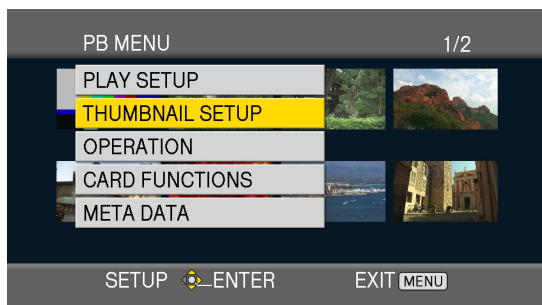 PB MENU 1/2
PLAY SETUP
THUMBNAIL SETUP
OPERATION
CARD FUNCTIONS
META DATA
SETUP ENTER EXIT MENU